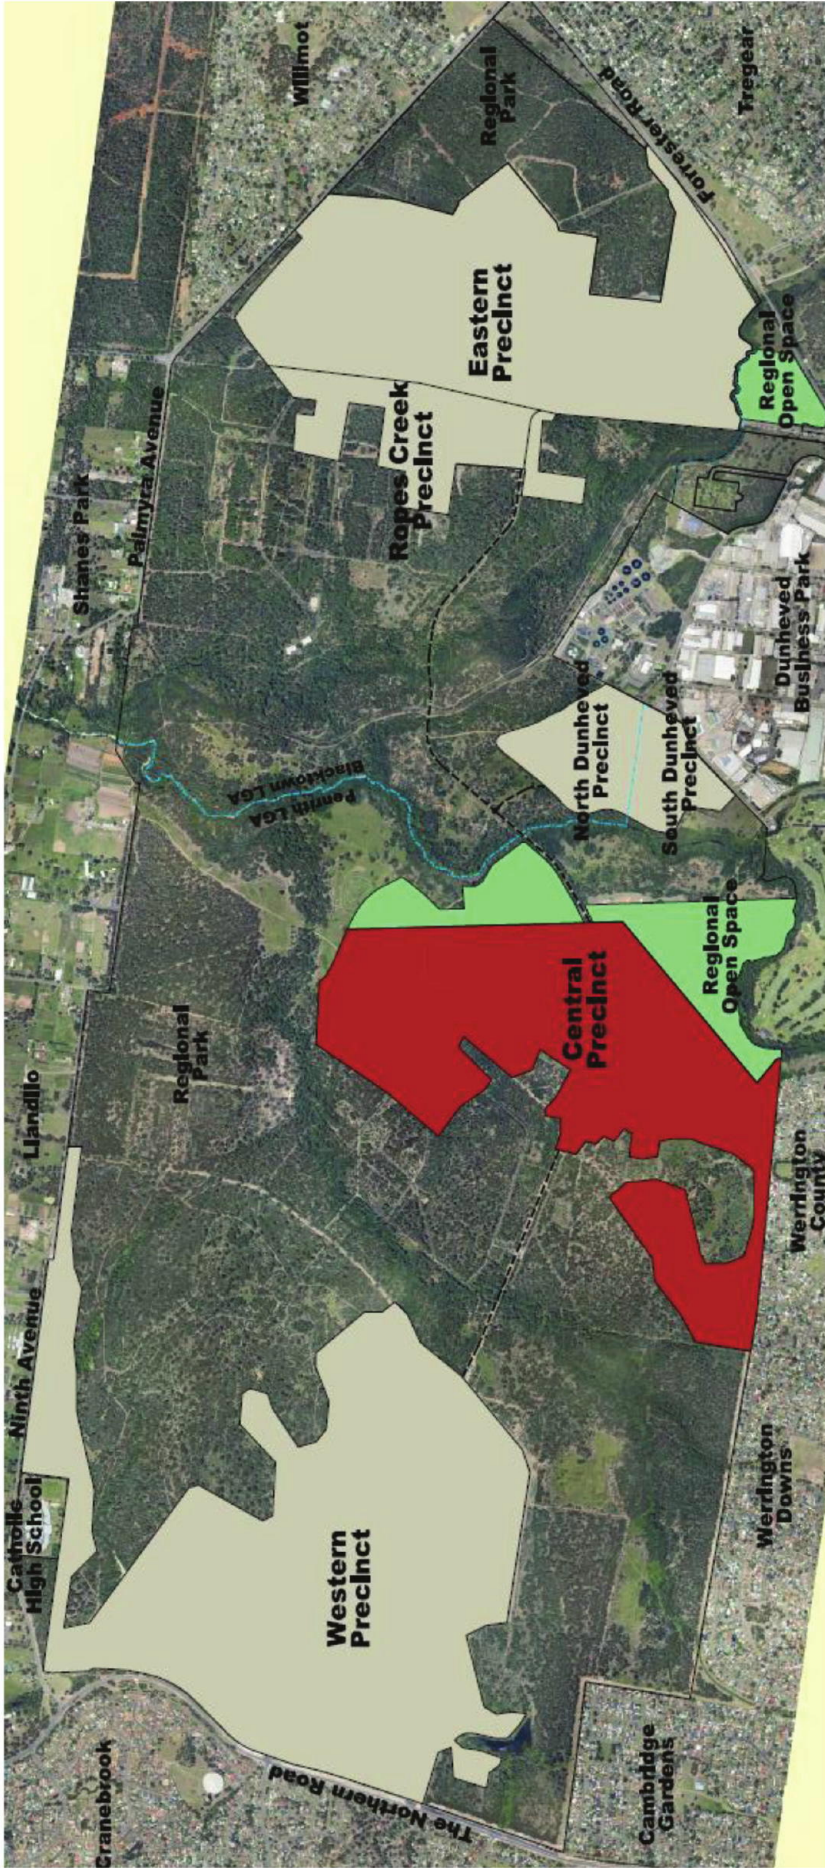 Willmot
Regional
Park
Forrester Road
Tregear
Eastern
Precinct
Regional
Open Space
Shanes Park
Palmyra Avenue
Ropes Creek
Precinct
Dunheved
Business Park
North Dunheved
Precinct
South Dunheved
Precinct
Blacktown LGA
Penrith LGA
Regional
Open Space
Central
Precinct
Regional
Park
Llandilo
Werrington
County
Ninth Avenue
Catholic
High School
Western
Precinct
Werrington
Downs
Cranebrook
The Northern Road
Cambridge
Gardens